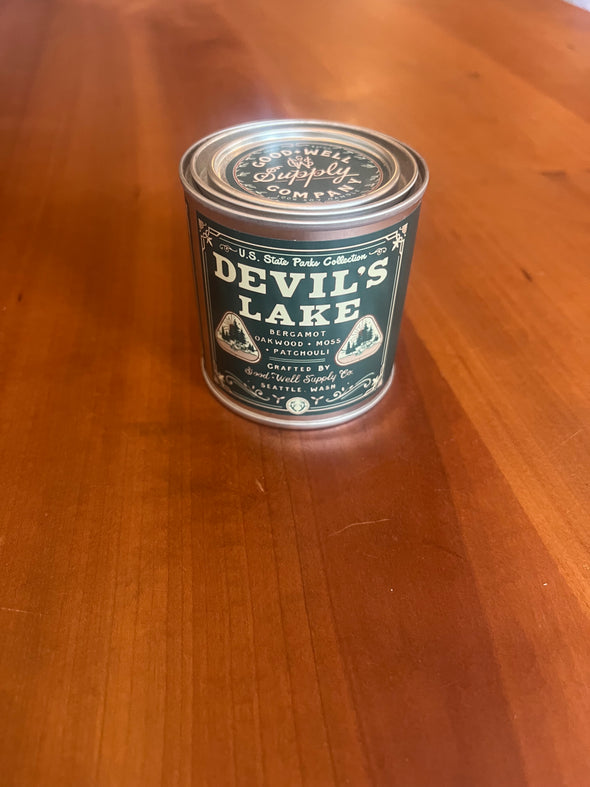 GOOD • WELL
Supply
COMPANY
U.S. State Parks Collection
DEVIL'S
LAKE
BERGAMOT
OAKWOOD • MOSS
• PATCHOULI
CRAFTED BY
Good & Well Supply Co.
SEATTLE, WASH